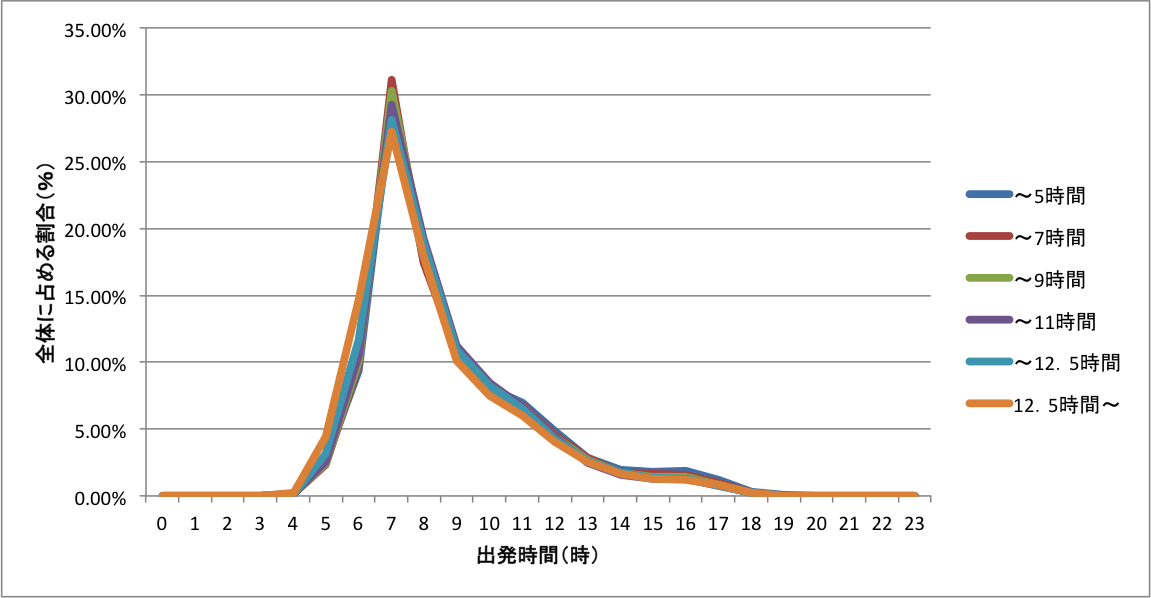 35.00%
30.00%
25.00%
20.00%
15.00%
10.00%
5.00%
0.00%
全体に占める割合(%)
0 1 2 3 4 5 6 7 8 9 10 11 12 13 14 15 16 17 18 19 20 21 22 23
出発時間(時)
～5時間
～7時間
～9時間
～11時間
～12．5時間
12．5時間～